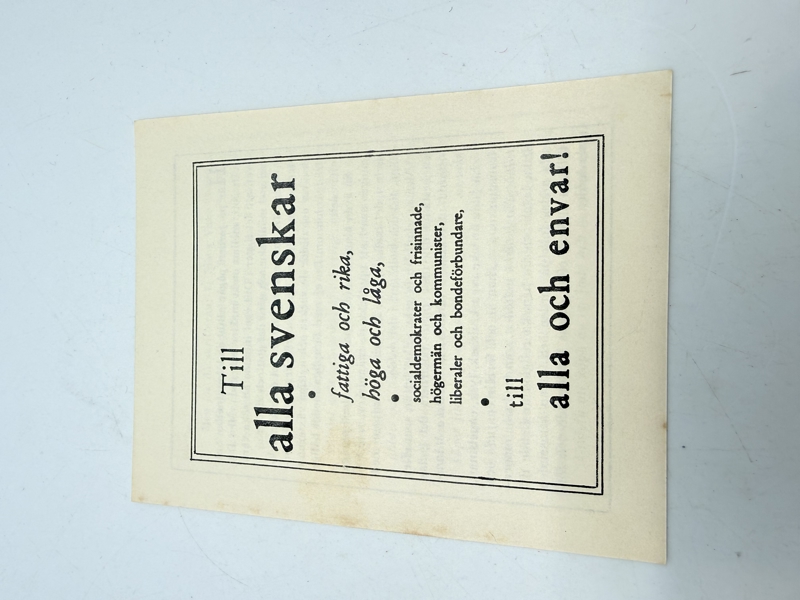 Till
alla svenskar
•
fattiga och rika,
höga och låga,
•
socialdemokrater och frisinnade,
högermän och kommunister,
liberaler och bondeförbundare,
•
till
alla och envar!